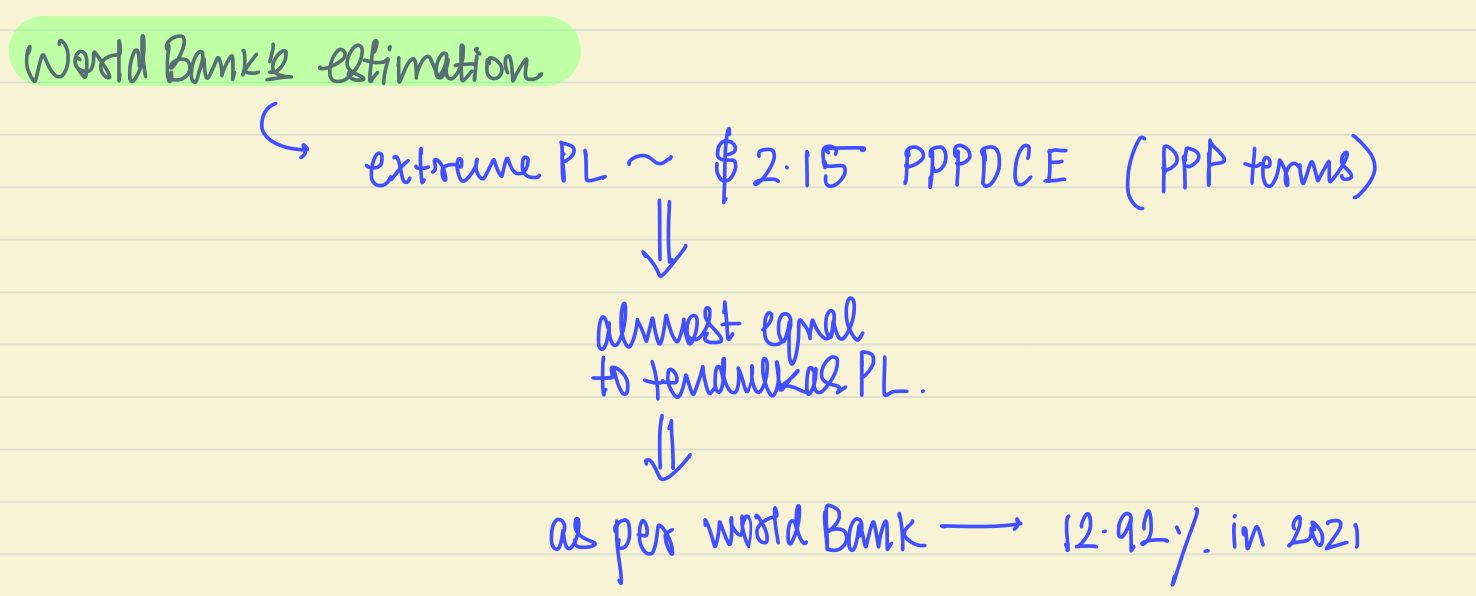 World Bank's estimation
extreme PL ~ $2.15 PPPDCE (PPP terms)
almost equal
to tendulkar PL.
as per world Bank → 12.92% in 2021